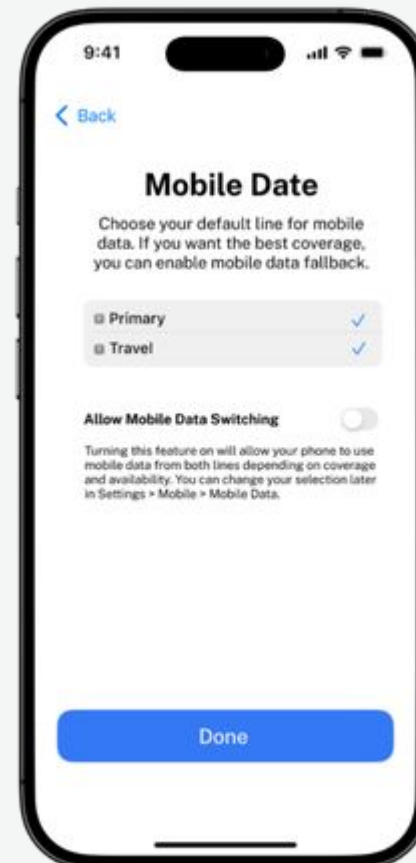 9:41
Back
Mobile Date
Choose your default line for mobile
data. If you want the best coverage,
you can enable mobile data fallback.
Primary
Travel
Allow Mobile Data Switching
Turning this feature on will allow your phone to use
mobile data from both lines depending on coverage
and availability. You can change your selection later
in Settings > Mobile > Mobile Data.
Done